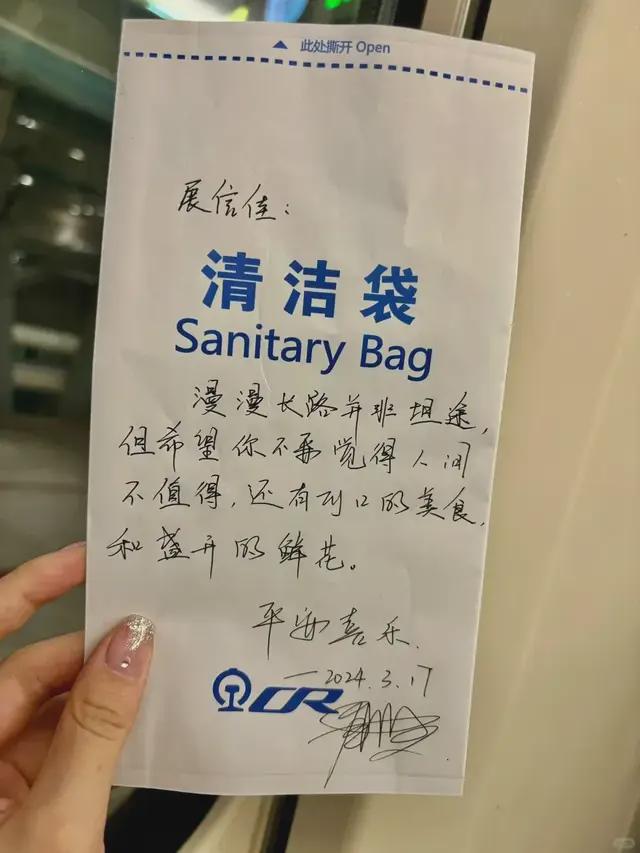 ▲ 此处撕开 Open
展信佳：
清洁袋
Sanitary Bag
漫漫长路并班坦途，
但希望你不要觉得人间
不值得，还有可口的美食，
和盛开的鲜花。
平安喜乐.
—2024.3.17
CR